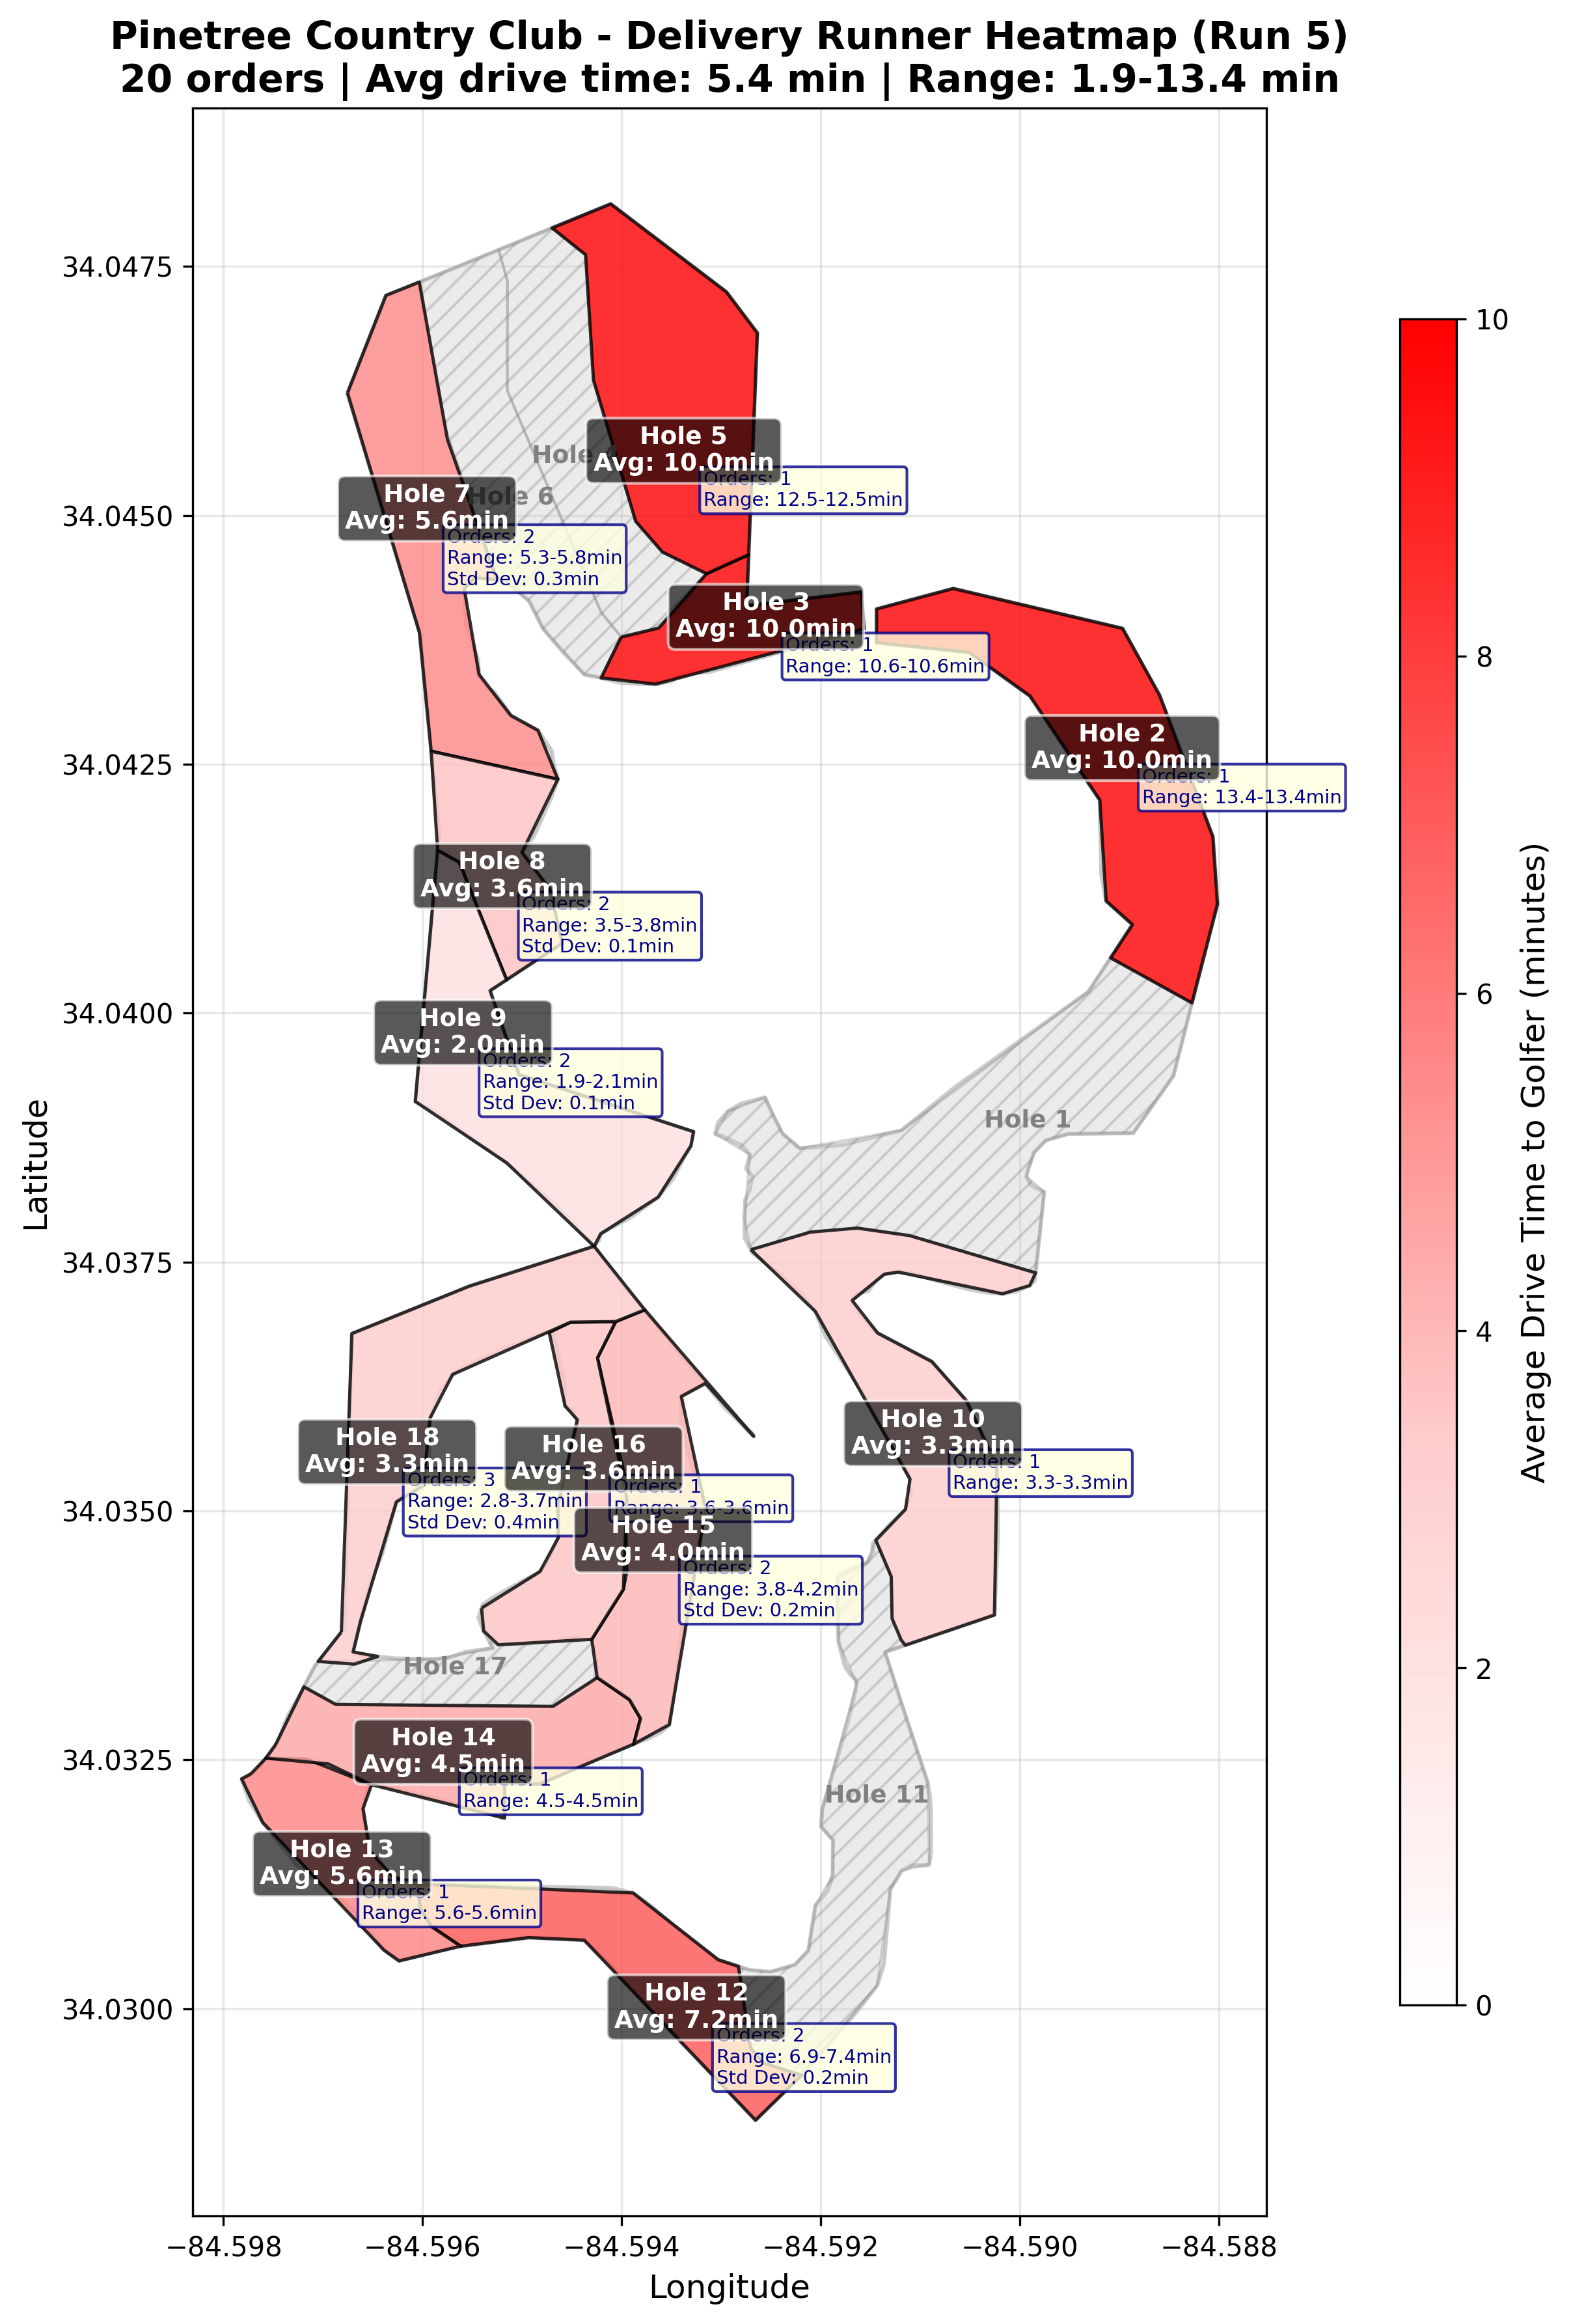 Pinetree Country Club - Delivery Runner Heatmap (Run 5)
20 orders | Avg drive time: 5.4 min | Range: 1.9-13.4 min
Latitude
34.0475
34.0450
34.0425
34.0400
34.0375
34.0350
34.0325
34.0300
Hole 5
Avg: 10.0min
Orders: 1
Range: 12.5-12.5min
Hole
Hole 7
Avg: 5.6min
Hole 6
Orders: 2
Range: 5.3-5.8min
Std Dev: 0.3min
Hole 3
Avg: 10.0min
Orders: 1
Range: 10.6-10.6min
Hole 2
Avg: 10.0min
Orders: 1
Range: 13.4-13.4min
Hole 8
Avg: 3.6min
Orders: 2
Range: 3.5-3.8min
Std Dev: 0.1min
Hole 9
Avg: 2.0min
Orders: 2
Range: 1.9-2.1min
Std Dev: 0.1min
Hole 1
Hole 10
Avg: 3.3min
Orders: 1
Range: 3.3-3.3min
Hole 18
Avg: 3.3min
Orders: 3
Range: 2.8-3.7min
Std Dev: 0.4min
Hole 16
Avg: 3.6min
Orders: 1
Range: 3.6-3.6min
Hole 15
Avg: 4.0min
Orders: 2
Range: 3.8-4.2min
Std Dev: 0.2min
Hole 17
Hole 14
Avg: 4.5min
Orders: 1
Range: 4.5-4.5min
Hole 11
Hole 13
Avg: 5.6min
Orders: 1
Range: 5.6-5.6min
Hole 12
Avg: 7.2min
Orders: 2
Range: 6.9-7.4min
Std Dev: 0.2min
−84.598
−84.596
−84.594
−84.592
−84.590
−84.588
Longitude
10
8
6
4
2
0
Average Drive Time to Golfer (minutes)